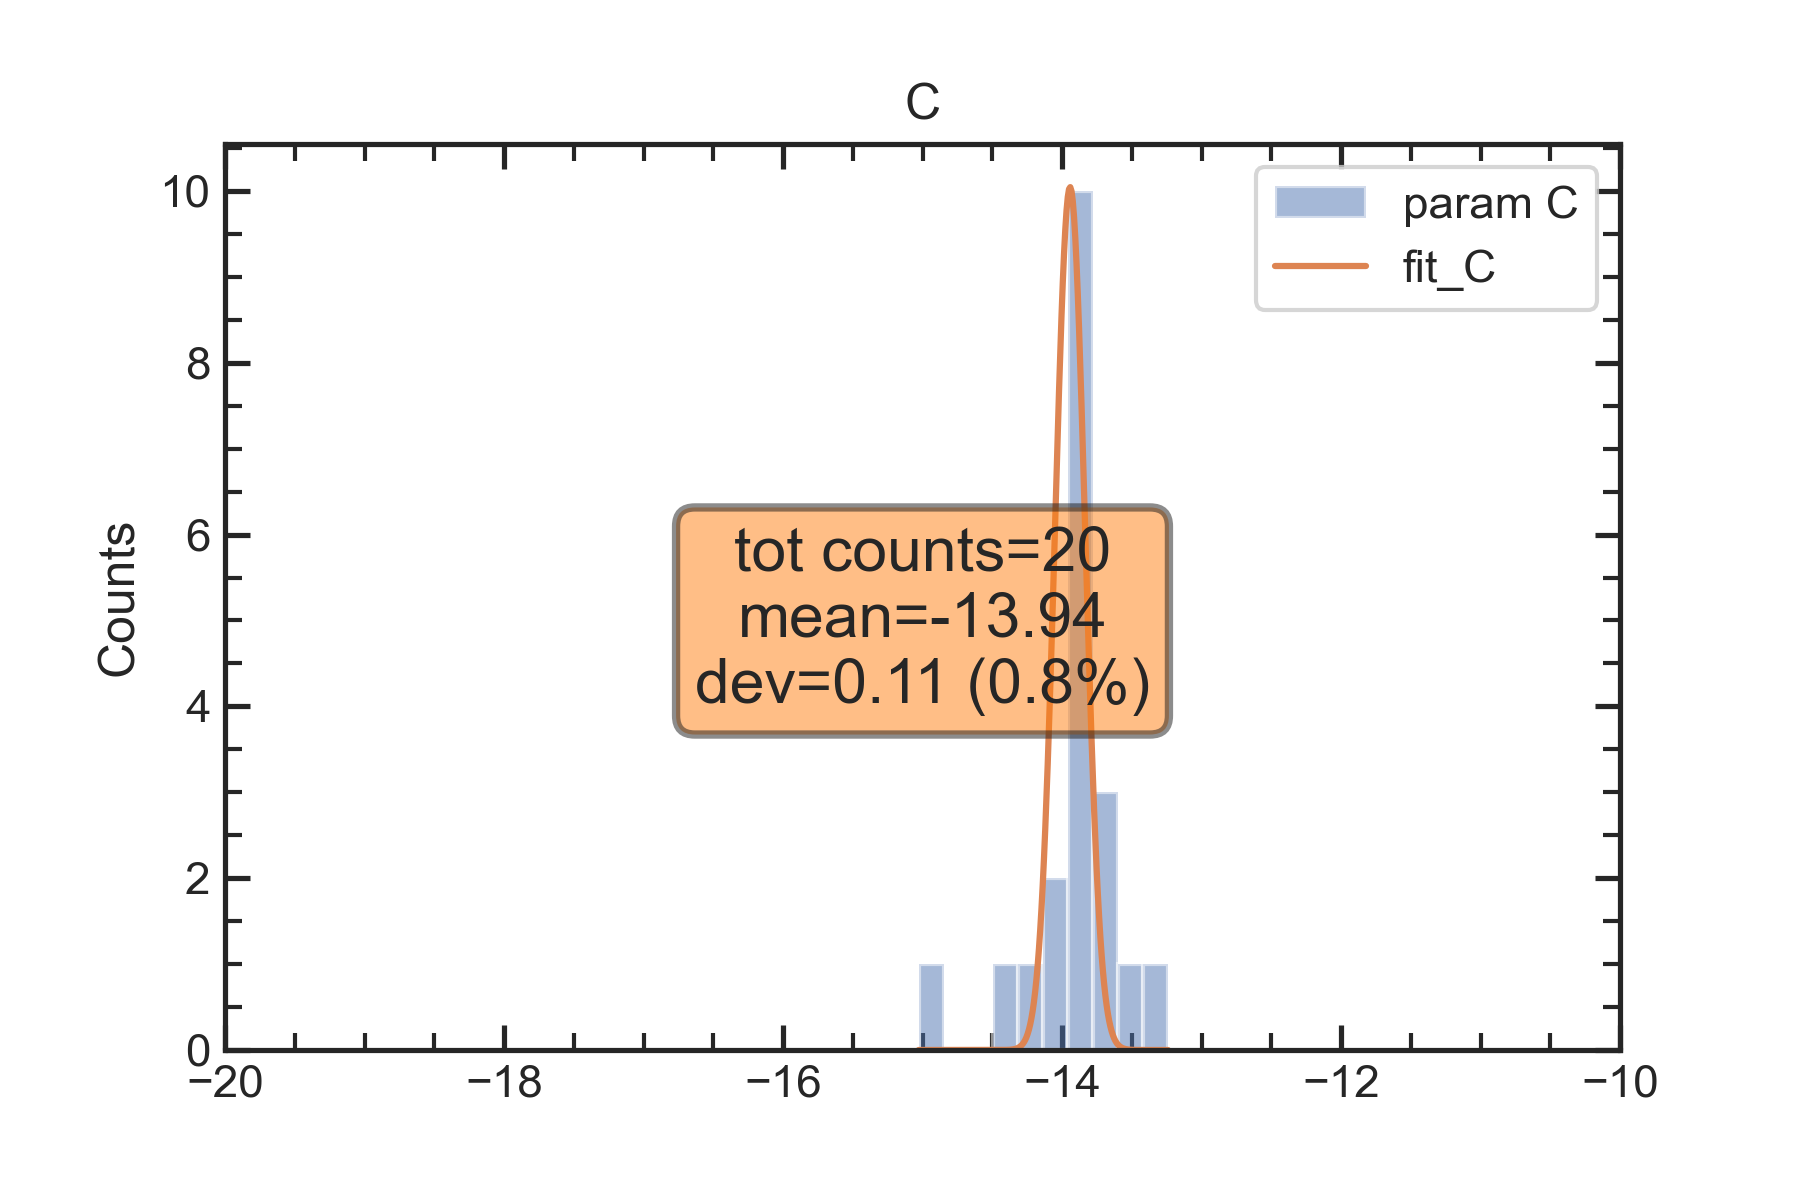 C
param C
fit_C
10
8
6
4
2
0
Counts
tot counts=20
mean=-13.94
dev=0.11 (0.8%)
−20
−18
−16
−14
−12
−10